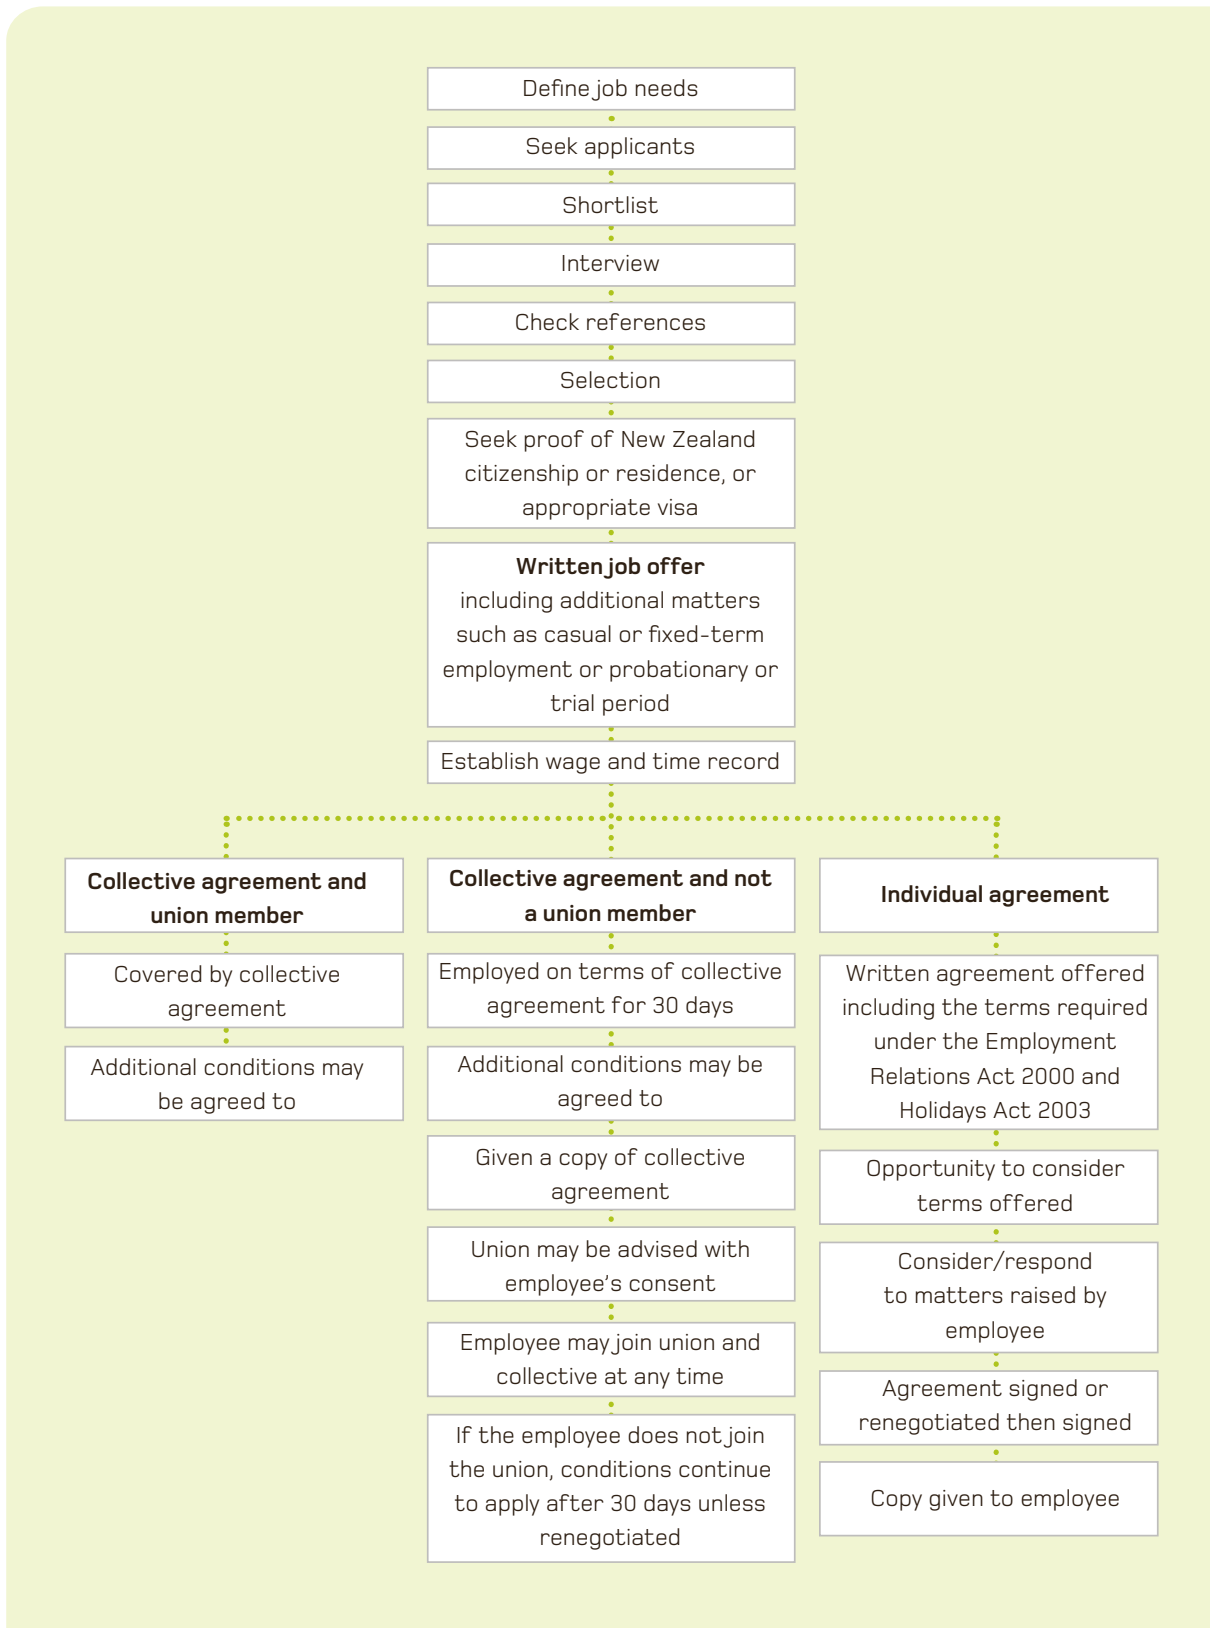 Define job needs
Seek applicants
Shortlist
Interview
Check references
Selection
Seek proof of New Zealand
citizenship or residence, or
appropriate visa
Written job offer
including additional matters
such as casual or fixed-term
employment or probationary or
trial period
Establish wage and time record
Collective agreement and
union member
Covered by collective
agreement
Additional conditions may
be agreed to
Collective agreement and not
a union member
Employed on terms of collective
agreement for 30 days
Additional conditions may be
agreed to
Given a copy of collective
agreement
Union may be advised with
employee’s consent
Employee may join union and
collective at any time
If the employee does not join
the union, conditions continue
to apply after 30 days unless
renegotiated
Individual agreement
Written agreement offered
including the terms required
under the Employment
Relations Act 2000 and
Holidays Act 2003
Opportunity to consider
terms offered
Consider/respond
to matters raised by
employee
Agreement signed or
renegotiated then signed
Copy given to employee